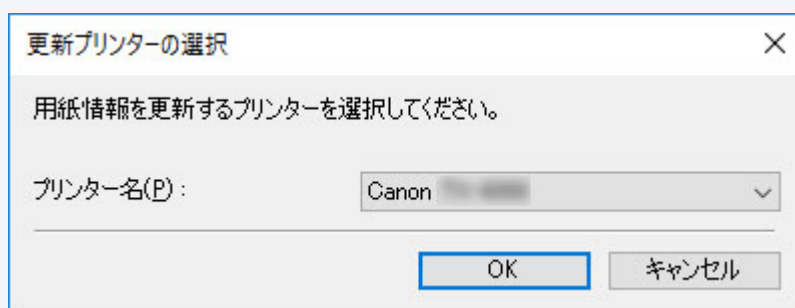 更新プリンターの選択
用紙情報を更新するプリンターを選択してください。
プリンター名(P): Canon
OK キャンセル